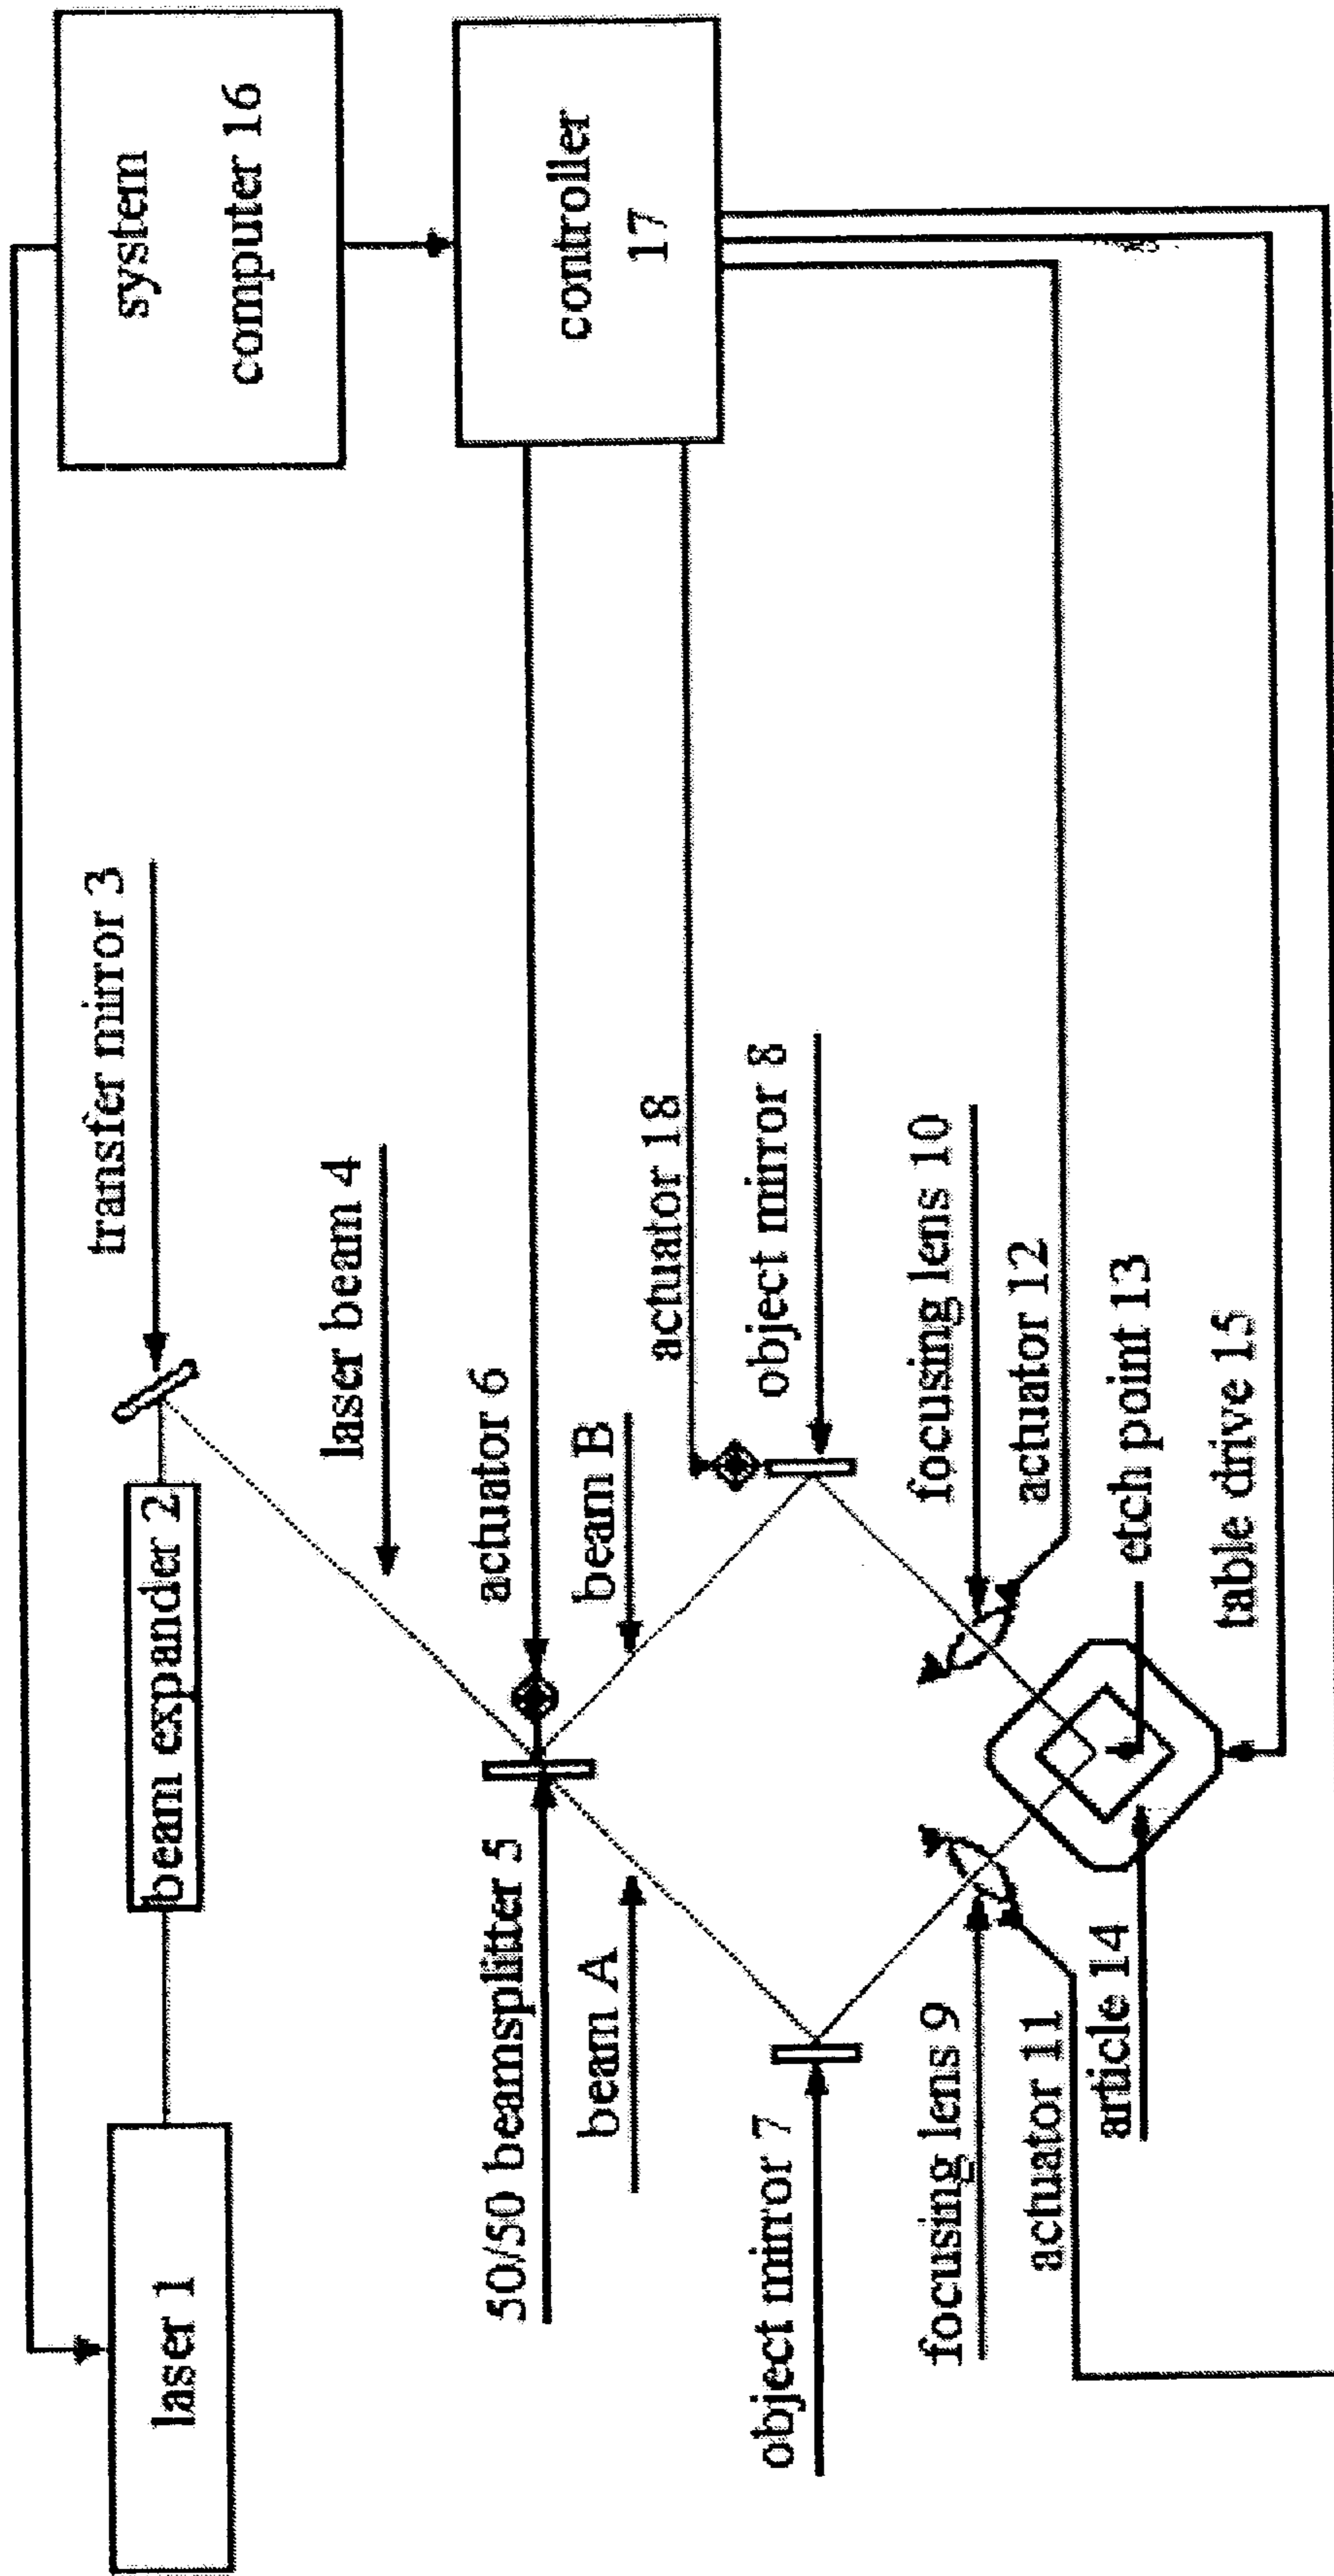 system
computer 16
controller
17
transfer mirror 3
beam expander 2
laser 1
laser beam 4
actuator 6
50/50 beamsplitter 5
beam B
beam A
actuator 18
object mirror 8
object mirror 7
focusing lens 10
focusing lens 9
actuator 12
actuator 11
etch point 13
article 14
table drive 15